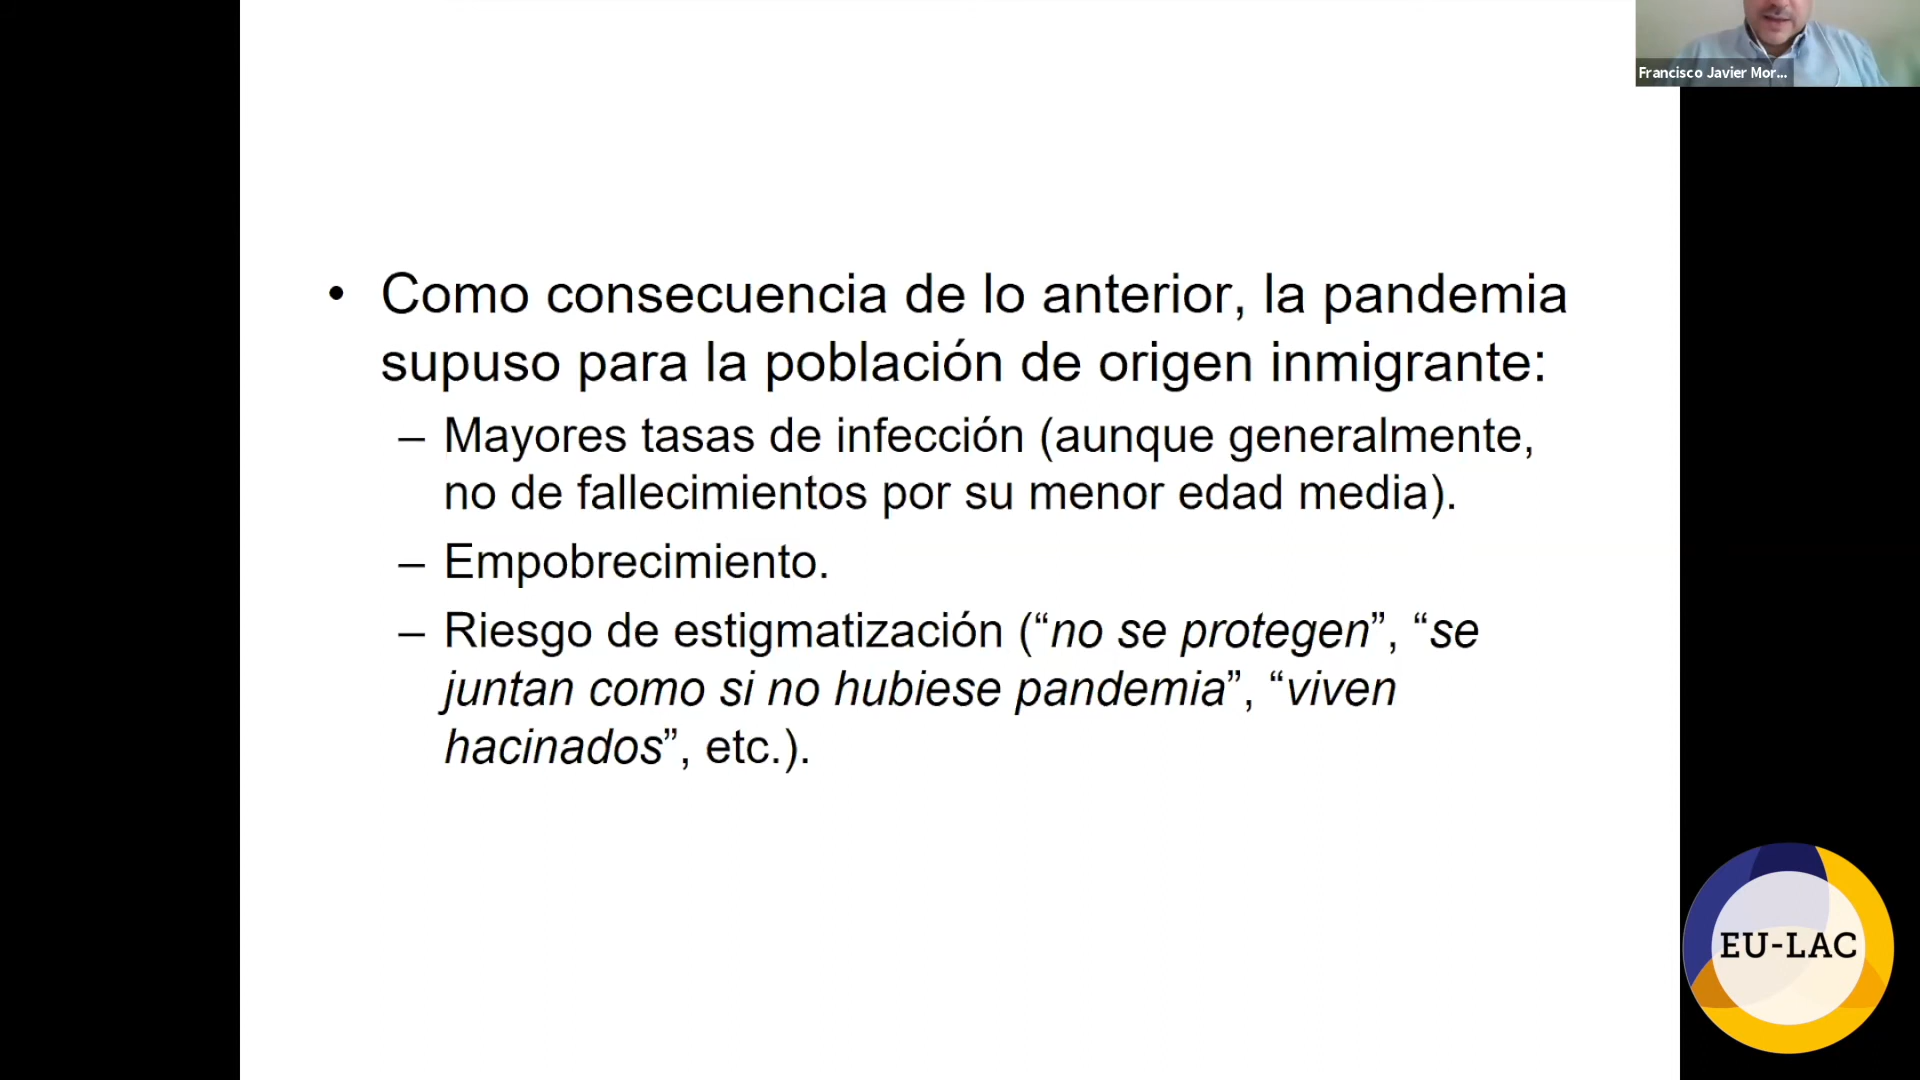 Francisco Javier Mor...
• Como consecuencia de lo anterior, la pandemia
supuso para la población de origen inmigrante:
– Mayores tasas de infección (aunque generalmente,
no de fallecimientos por su menor edad media).
– Empobrecimiento.
– Riesgo de estigmatización (“no se protegen”, “se
juntan como si no hubiese pandemia”, “viven
hacinados”, etc.).
EU-LAC